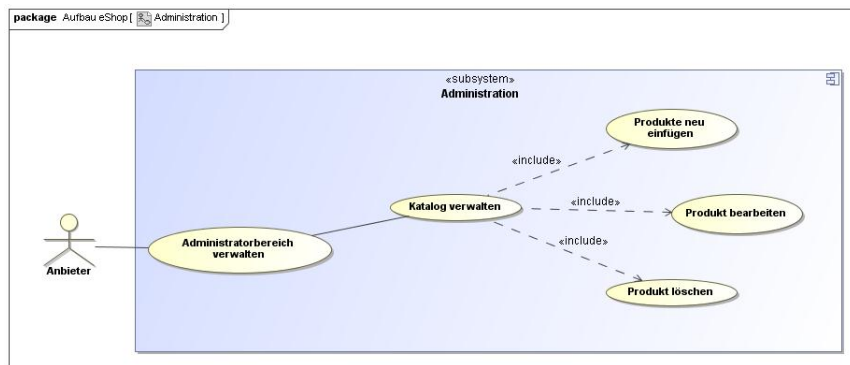 package Aufbau eShop [ Administration ]
«subsystem»
Administration
Produkte neu
einfügen
«include»
Katalog verwalten
«include»
Produkt bearbeiten
Administratorbereich
verwalten
«include»
Anbieter
Produkt löschen